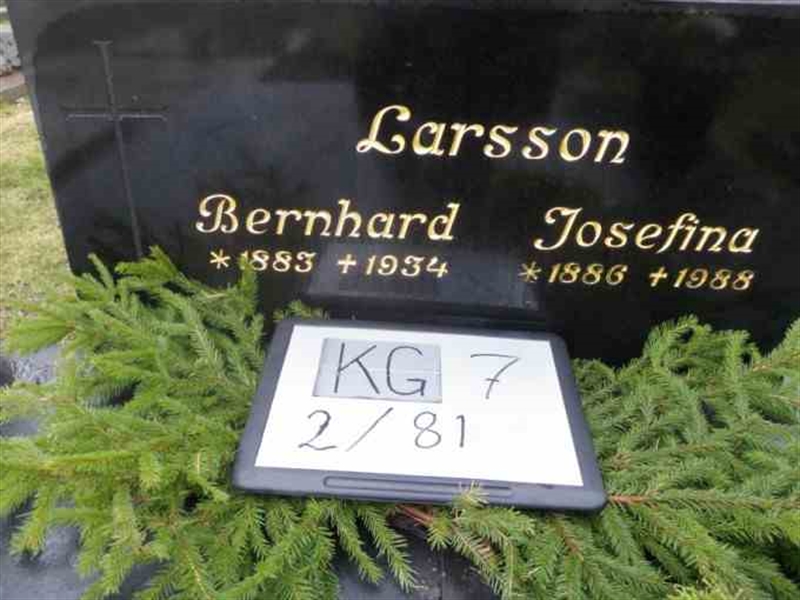 Larsson
Bernhard Josefina
*1883 +1934 *1886 +1988
KG 7
2/81